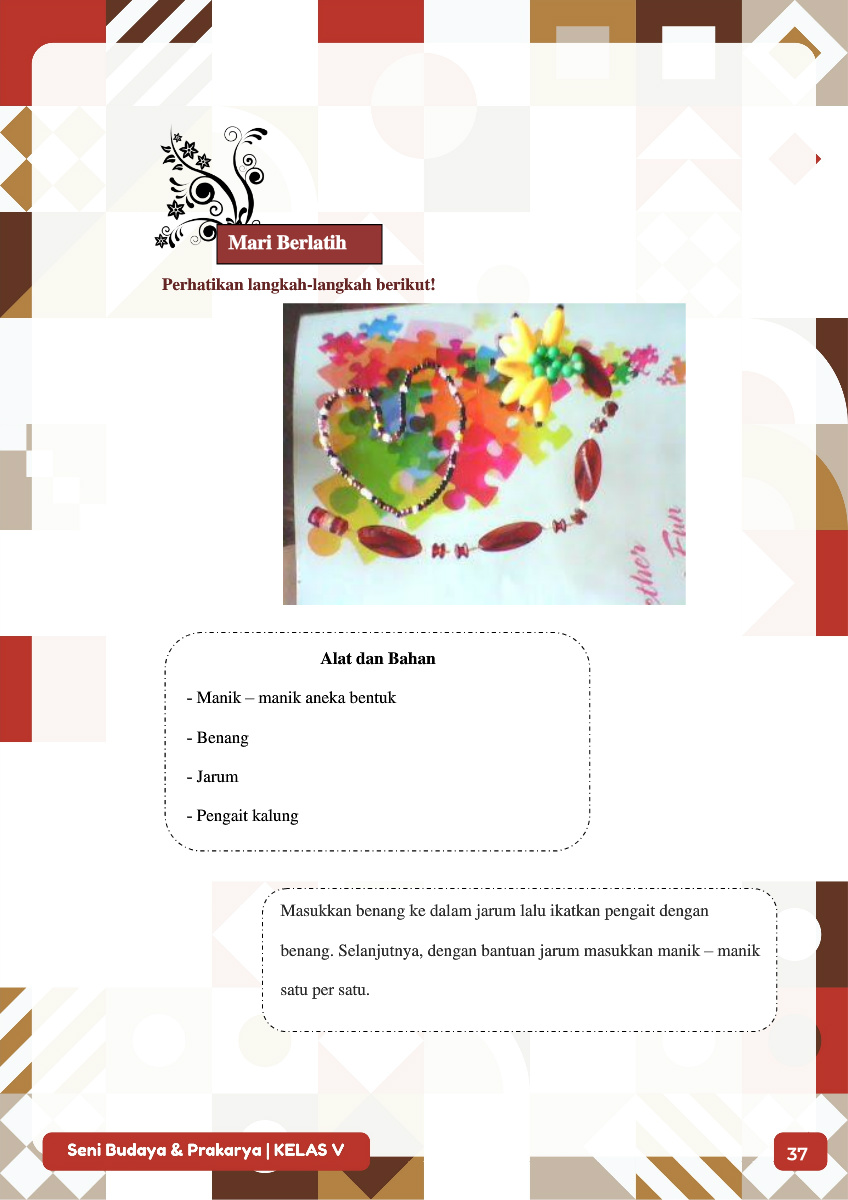 Mari Berlatih
Perhatikan langkah-langkah berikut!
ether
Fun
Alat dan Bahan
- Manik – manik aneka bentuk
- Benang
- Jarum
- Pengait kalung
Masukkan benang ke dalam jarum lalu ikatkan pengait dengan
benang. Selanjutnya, dengan bantuan jarum masukkan manik – manik
satu per satu.
Seni Budaya & Prakarya | KELAS V
37